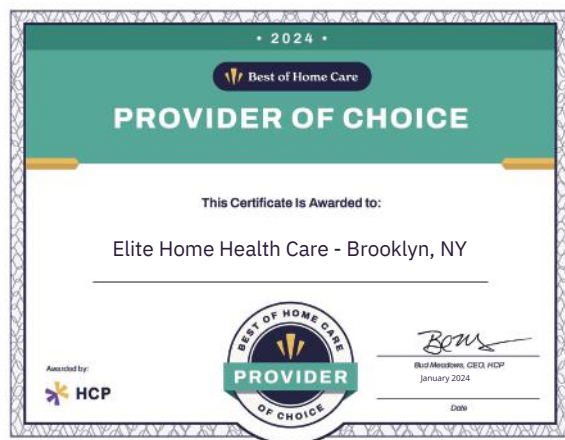 • 2024 •
Best of Home Care
PROVIDER OF CHOICE
This Certificate Is Awarded to:
Elite Home Health Care - Brooklyn, NY
BEST OF HOME CARE
PROVIDER
OF CHOICE
Awarded by:
HCP
Bud Meadows, CEO, HCP
January 2024
Date